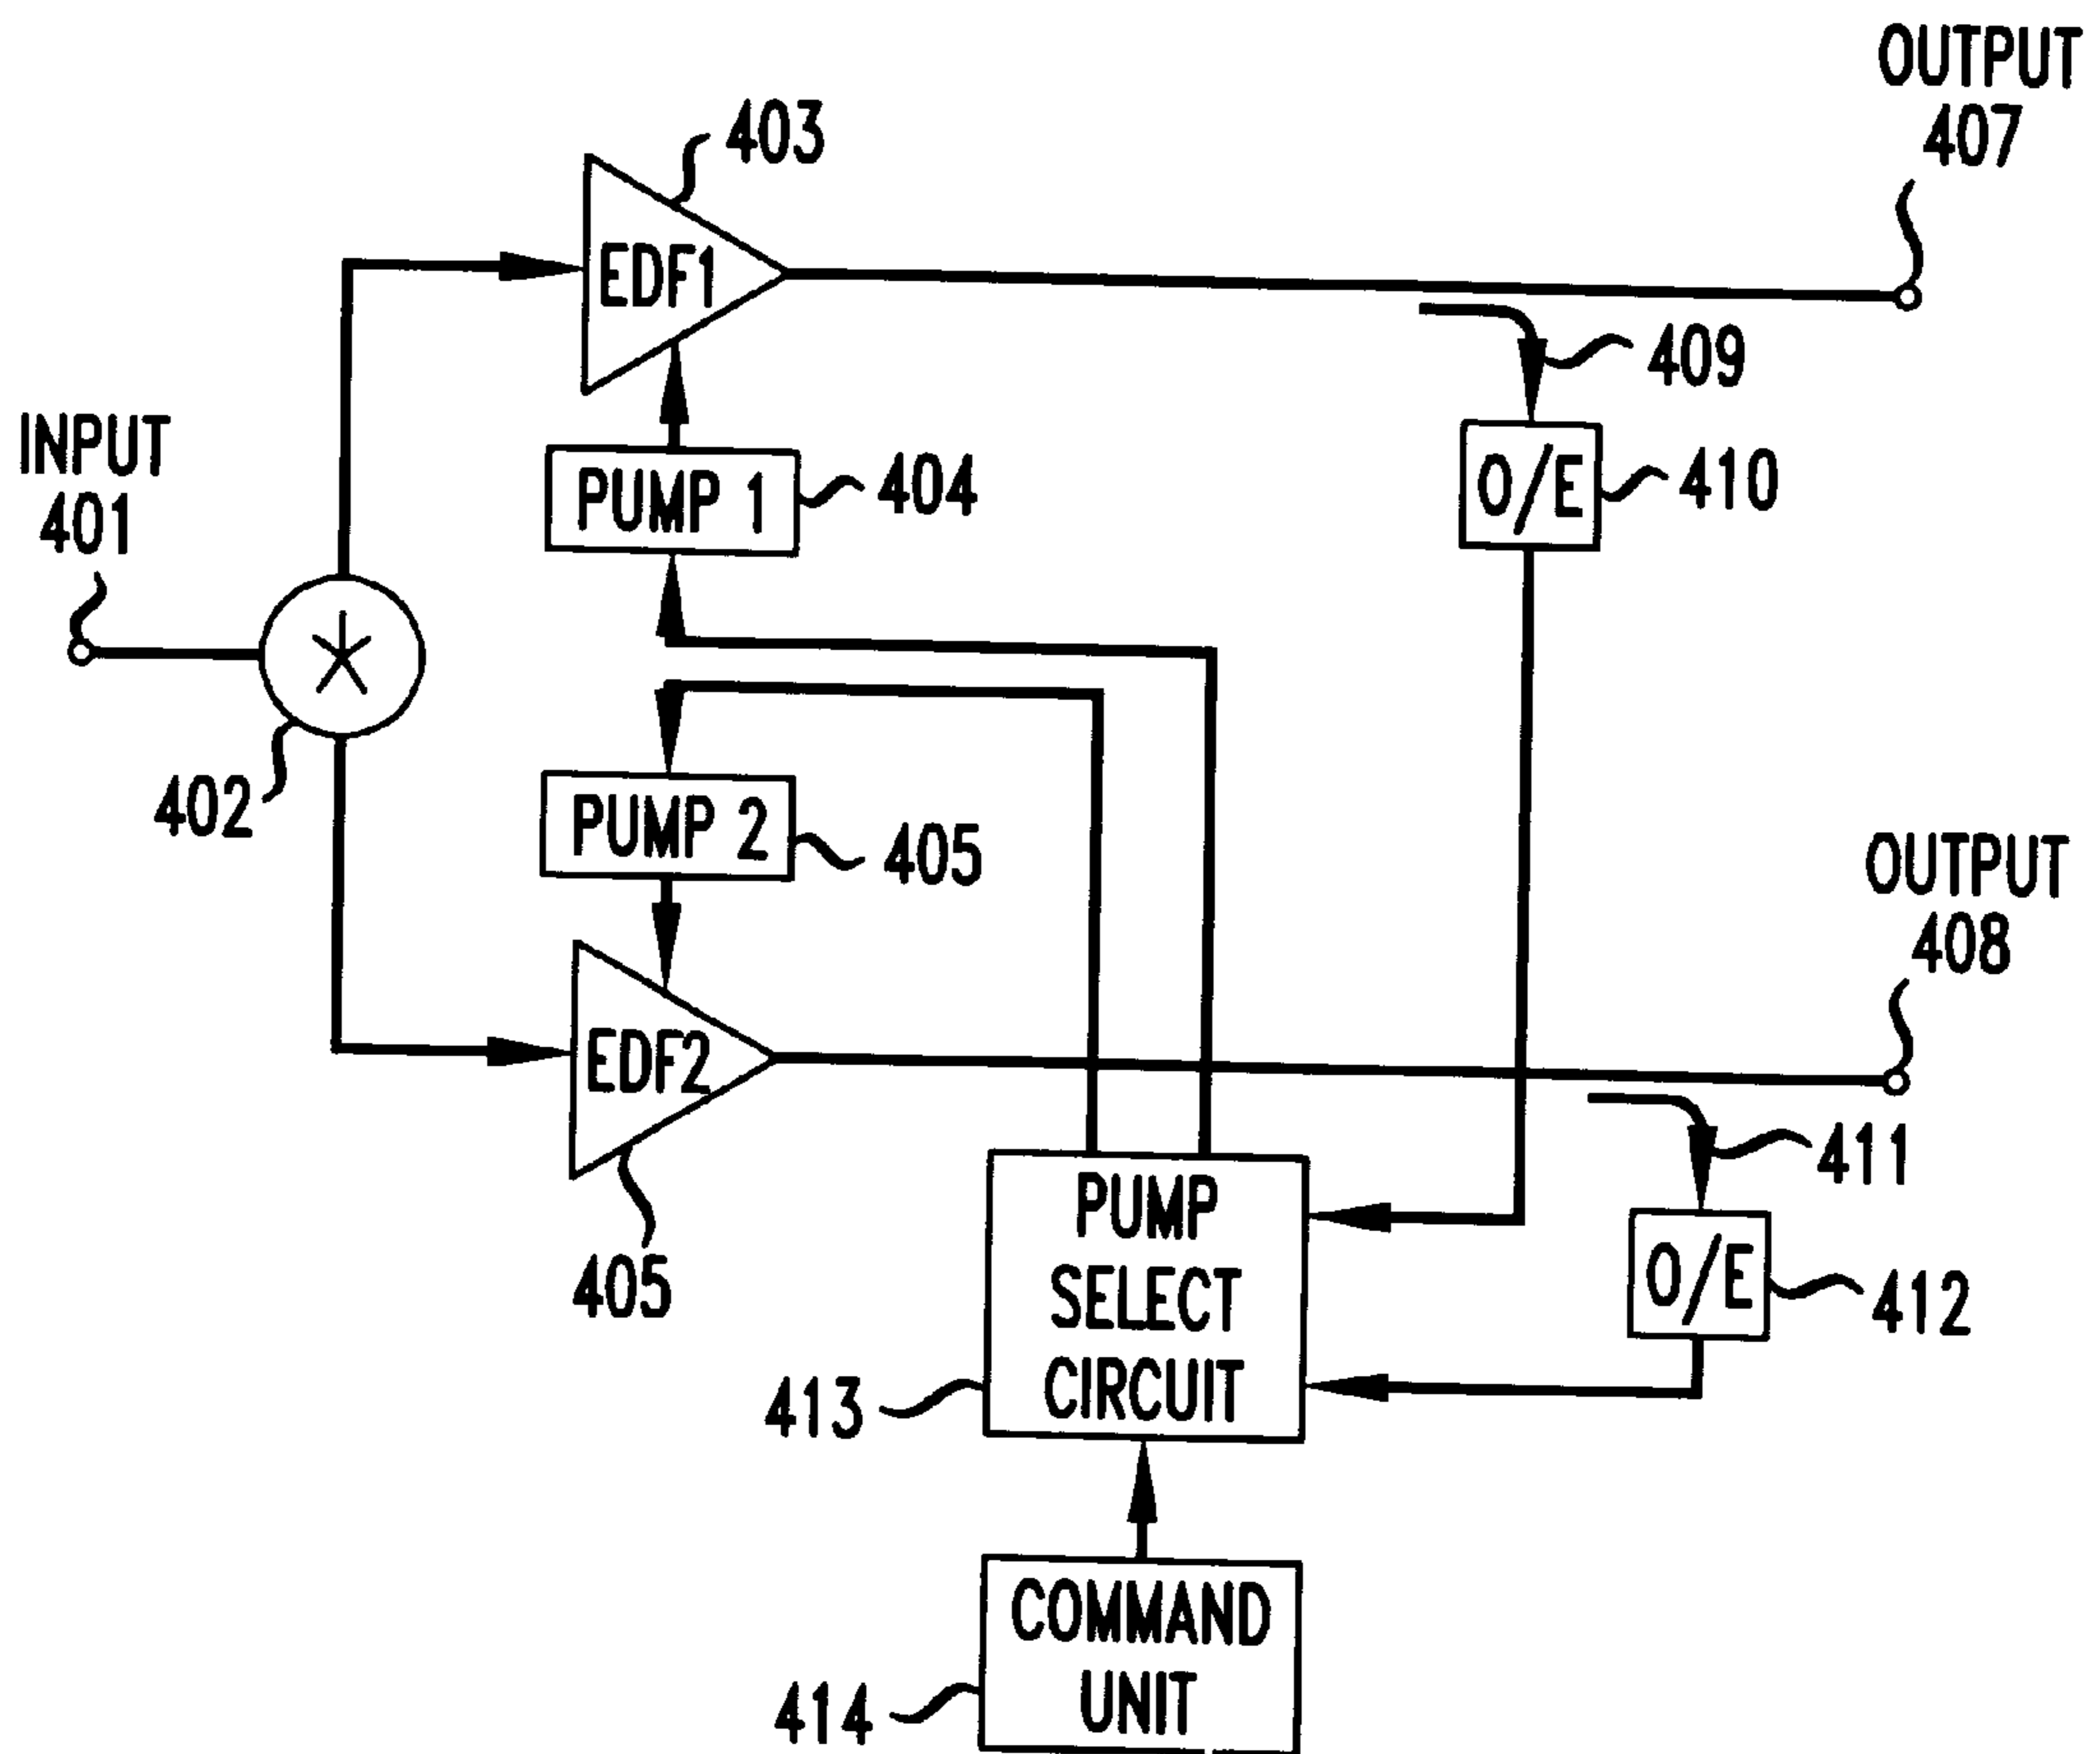 OUTPUT
407
403
EDF1
409
INPUT
401
PUMP 1
404
O/E
410
402
PUMP 2
405
OUTPUT
408
EDF2
405
411
PUMP
SELECT
CIRCUIT
O/E
412
413
COMMAND
UNIT
414